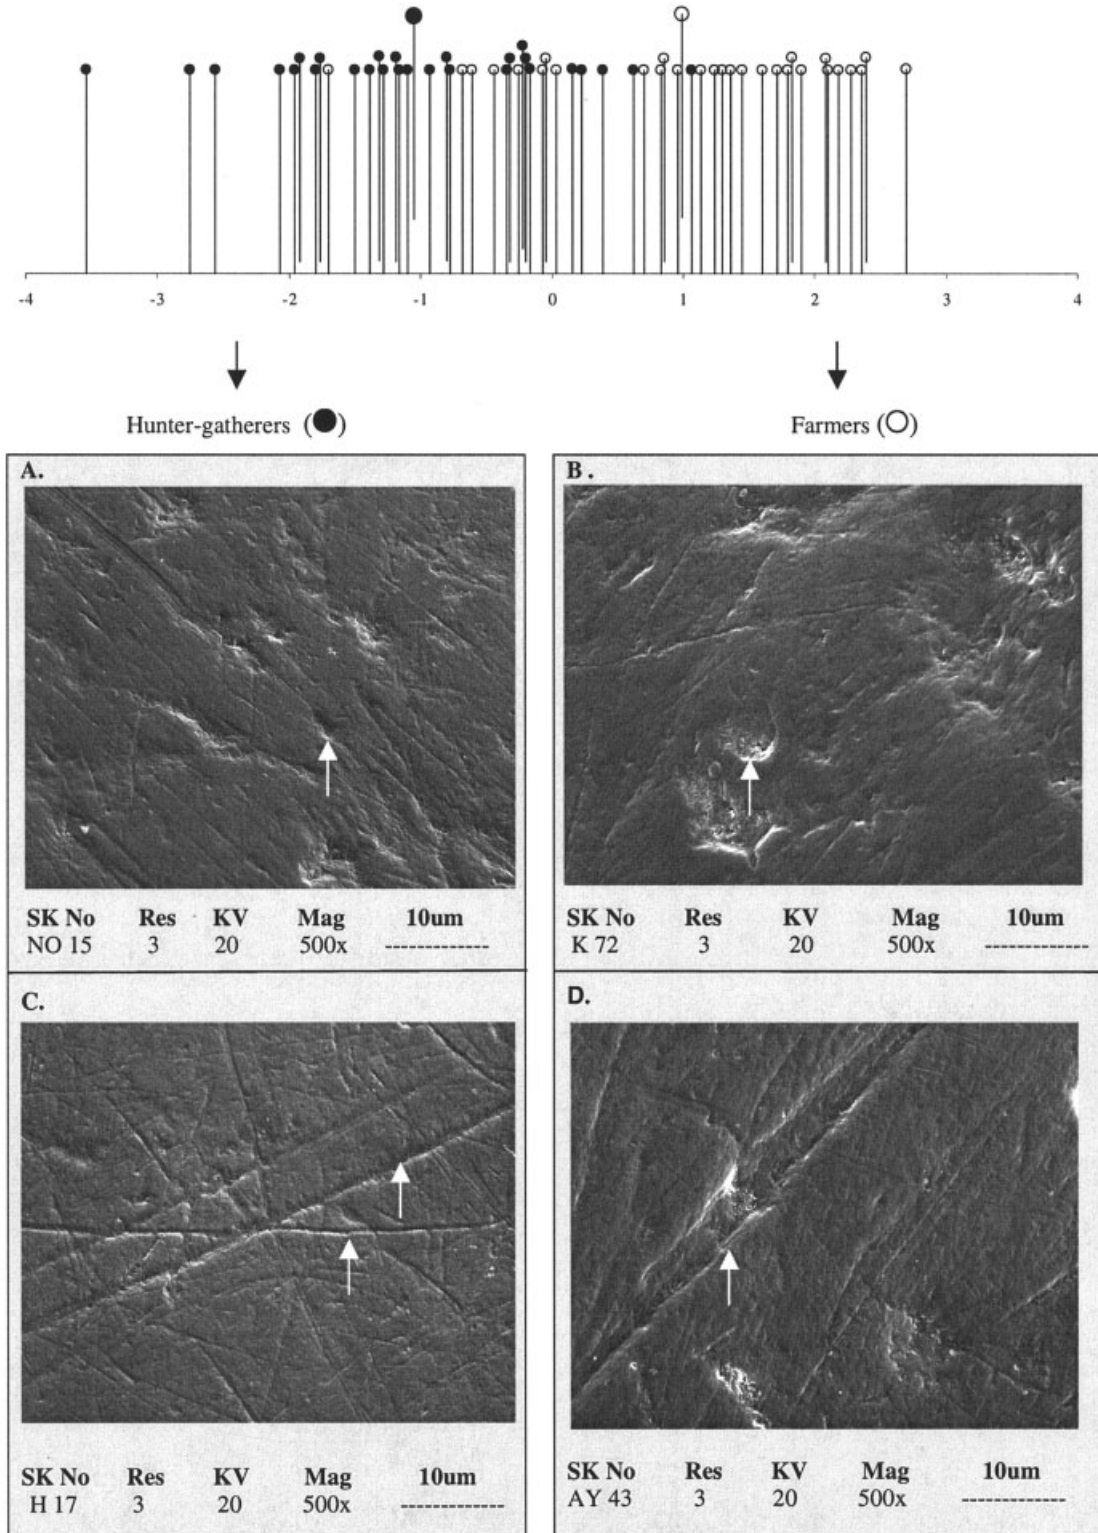 -4 -3 -2 -1 0 1 2 3 4
Hunter-gatherers (●) Farmers (○)
A.
B.
SK No Res KV Mag 10um
NO 15 3 20 500x ------------
SK No Res KV Mag 10um
K 72 3 20 500x ------------
C.
D.
SK No Res KV Mag 10um
H 17 3 20 500x ------------
SK No Res KV Mag 10um
AY 43 3 20 500x ------------